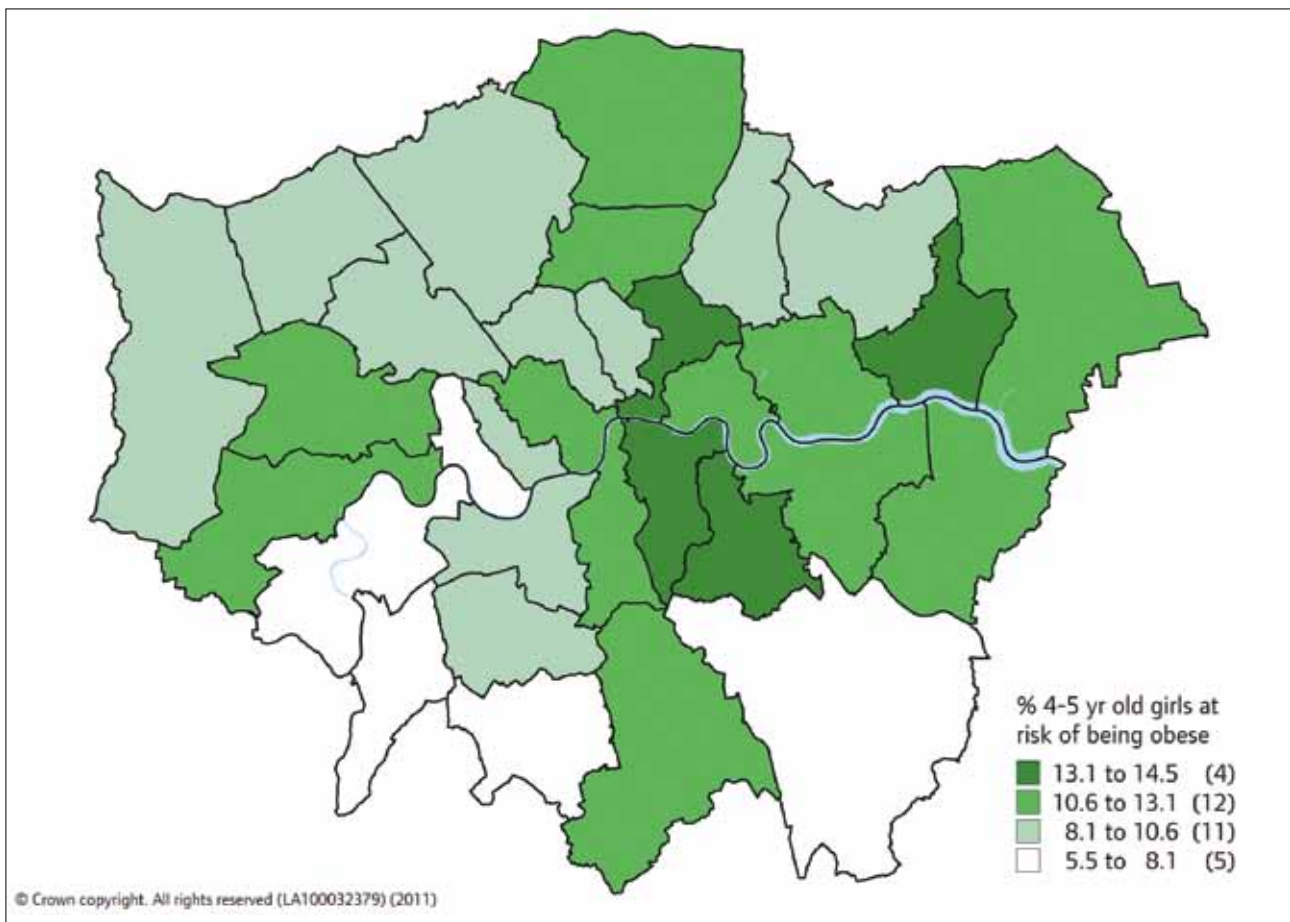 % 4-5 yr old girls at
risk of being obese
13.1 to 14.5 (4)
10.6 to 13.1 (12)
8.1 to 10.6 (11)
5.5 to 8.1 (5)
© Crown copyright. All rights reserved (LA100032379) (2011)